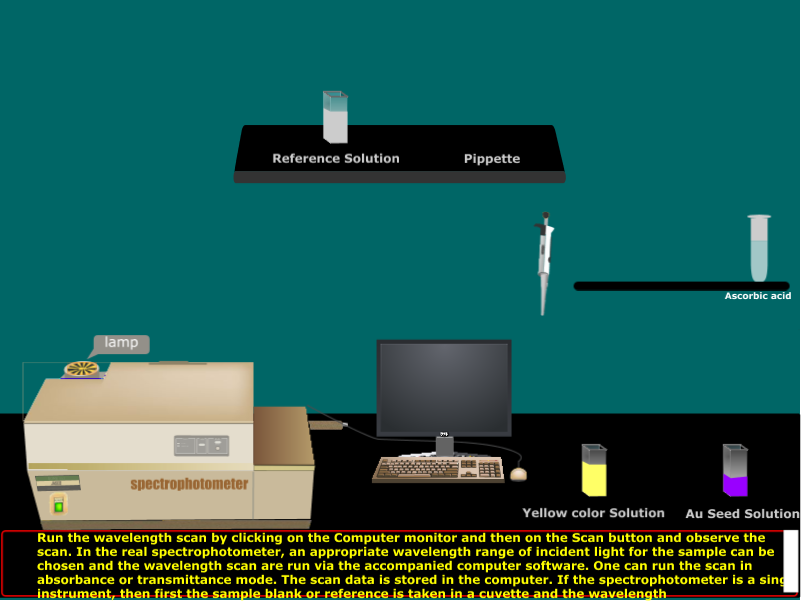 Reference Solution
Pippette
Ascorbic acid
lamp
spectrophotometer
Yellow color Solution
Au Seed Solution
Run the wavelength scan by clicking on the Computer monitor and then on the Scan button and observe the
scan. In the real spectrophotometer, an appropriate wavelength range of incident light for the sample can be
chosen and the wavelength scan are run via the accompanied computer software. One can run the scan in
absorbance or transmittance mode. The scan data is stored in the computer. If the spectrophotometer is a sing
instrument, then first the sample blank or reference is taken in a cuvette and the wavelength